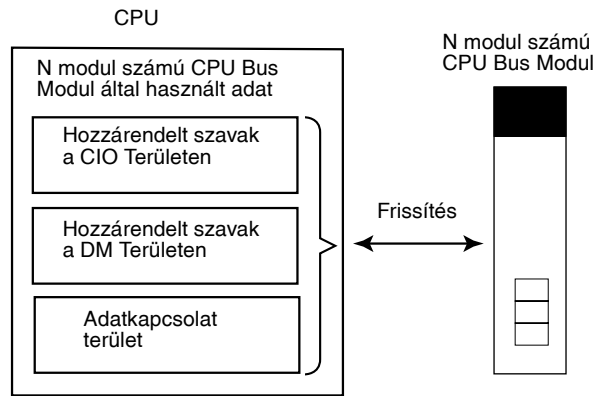 CPU
N modul számú CPU Bus
Modul által használt adat
Hozzárendelt szavak
a CIO Területen
Hozzárendelt szavak
a DM Területen
Adatkapcsolat
terület
Frissítés
N modul számú
CPU Bus Modul